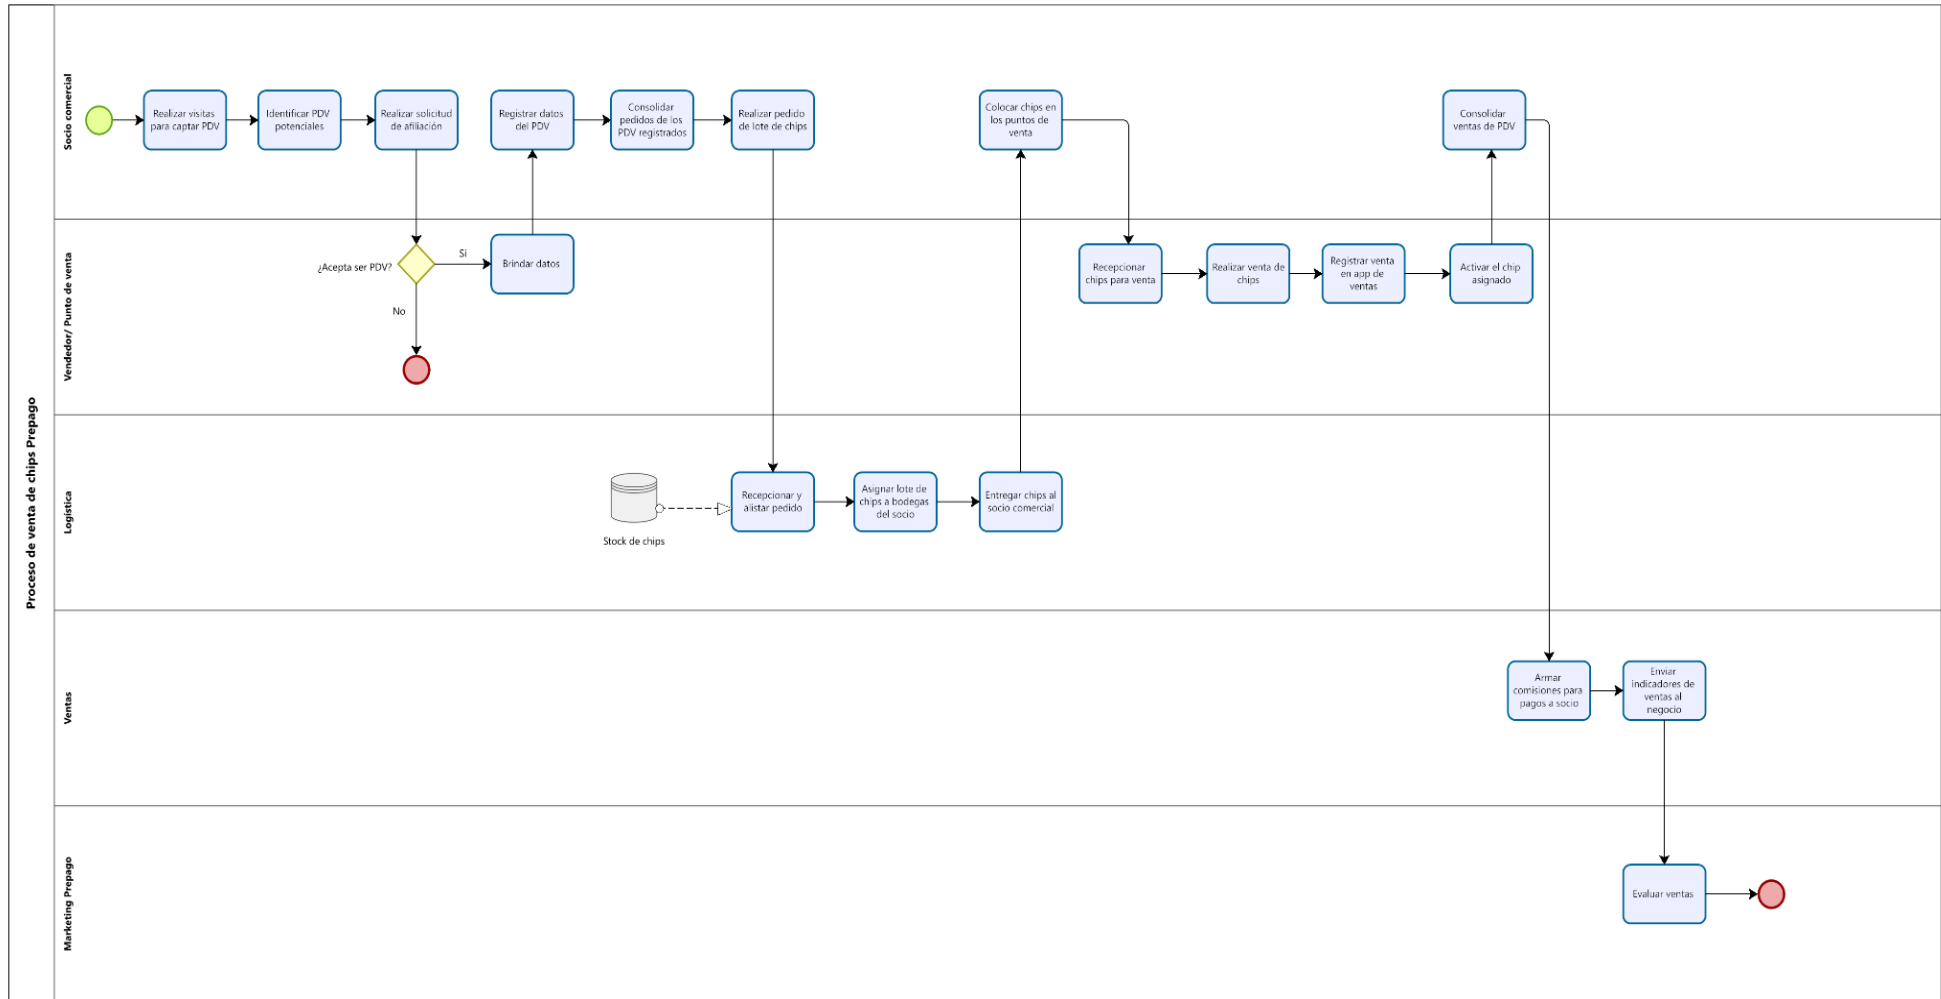 Proceso de venta de chips Prepago
Socio comercial
Realizar visitas
para captar PDV
Identificar PDV
potenciales
Realizar solicitud
de afiliación
Registrar datos
del PDV
Consolidar
pedidos de los
PDV registrados
Realizar pedido
de lote de chips
Colocar chips en
los puntos de
venta
Consolidar
ventas de PDV
Vendedor/ Punto de venta
¿Acepta ser PDV?
Si
No
Brindar datos
Recepcionar
chips para venta
Realizar venta de
chips
Registrar venta
en app de
ventas
Activar el chip
asignado
Logística
Stock de chips
Recepcionar y
alistar pedido
Asignar lote de
chips a bodegas
del socio
Entregar chips al
socio comercial
Ventas
Armar
comisiones para
pagos a socio
Enviar
indicadores de
ventas al
negocio
Marketing Prepago
Evaluar ventas